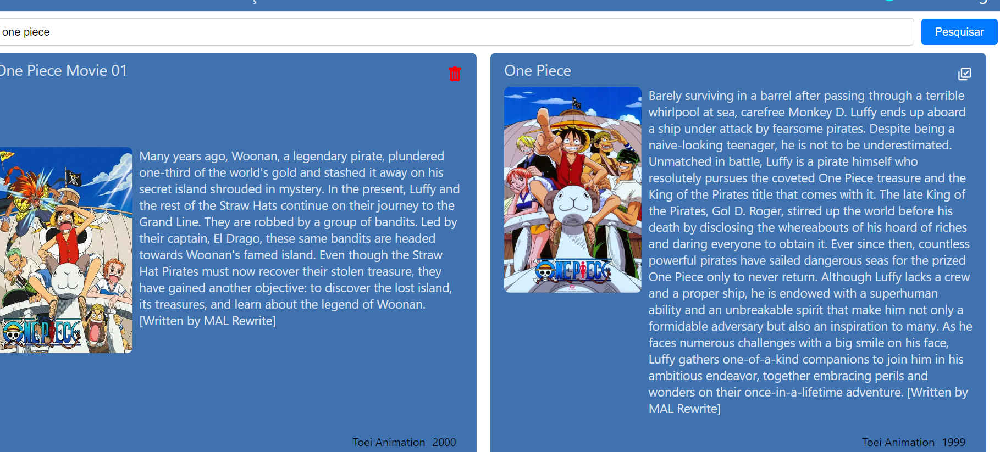 one piece
Pesquisar
One Piece Movie 01
Many years ago, Woonan, a legendary pirate, plundered
one-third of the world's gold and stashed it away on his
secret island shrouded in mystery. In the present, Luffy and
the rest of the Straw Hats continue on their journey to the
Grand Line. They are robbed by a group of bandits. Led by
their captain, El Drago, these same bandits are headed
towards Woonan's famed island. Even though the Straw
Hat Pirates must now recover their stolen treasure, they
have gained another objective: to discover the lost island,
its treasures, and learn about the legend of Woonan.
[Written by MAL Rewrite]
ONE PIECE
Toei Animation 2000
One Piece
Barely surviving in a barrel after passing through a terrible
whirlpool at sea, carefree Monkey D. Luffy ends up aboard
a ship under attack by fearsome pirates. Despite being a
naive-looking teenager, he is not to be underestimated.
Unmatched in battle, Luffy is a pirate himself who
resolutely pursues the coveted One Piece treasure and the
King of the Pirates title that comes with it. The late King of
the Pirates, Gol D. Roger, stirred up the world before his
death by disclosing the whereabouts of his hoard of riches
and daring everyone to obtain it. Ever since then, countless
powerful pirates have sailed dangerous seas for the prized
One Piece only to never return. Although Luffy lacks a crew
and a proper ship, he is endowed with a superhuman
ability and an unbreakable spirit that make him not only a
formidable adversary but also an inspiration to many. As he
faces numerous challenges with a big smile on his face,
Luffy gathers one-of-a-kind companions to join him in his
ambitious endeavor, together embracing perils and
wonders on their once-in-a-lifetime adventure. [Written by
MAL Rewrite]
ONE PIECE
Toei Animation 1999